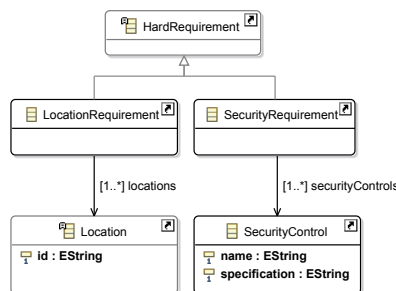 HardRequirement
LocationRequirement
SecurityRequirement
[1..*] locations
[1..*] securityControls
Location
SecurityControl
id : EString
name : EString
specification : EString